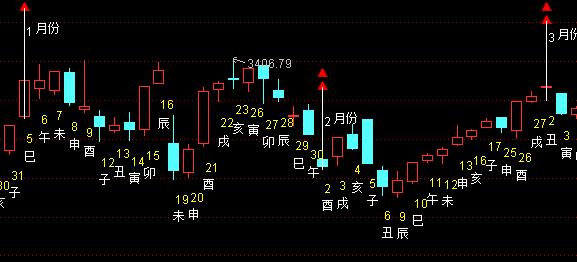 30
亥
31
子
1 月份
5
巳
6
午
7
未
8
申
9
酉
12
子
13
丑
14
寅
15
卯
16
辰
19
未
20
申
21
酉
22
戌
23
亥
3406.79
26
寅
27
卯
28
辰
29
巳
30
午
2 月份
2
酉
3
戌
4
亥
5
子
6
丑
9
辰
10
巳
11
午
12
未
13
申
16
亥
17
子
25
申
26
酉
27
戌
3 月份
2
丑
3
寅